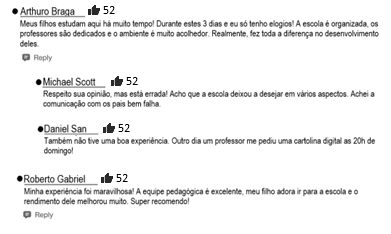 Arthuro Braga 52
Meus filhos estudam aqui há muito tempo! Durante estes 3 dias e eu só tenho elogios! A escola é organizada, os
professores são dedicados e o ambiente é muito acolhedor. Realmente, fez toda a diferença no desenvolvimento
deles.
Reply
Michael Scott 52
Respeito sua opinião, mas está errada! Acho que a escola deixou a desejar em vários aspectos. Achei a
comunicação com os pais bem falha.
Daniel San 52
Também não tive uma boa experiência. Outro dia um professor me pediu uma cartolina digital as 20h de
domingo!
Roberto Gabriel 52
Minha experiência foi maravilhosa! A equipe pedagógica é excelente, meu filho adora ir para a escola e o
rendimento dele melhorou muito. Super recomendo!
Reply